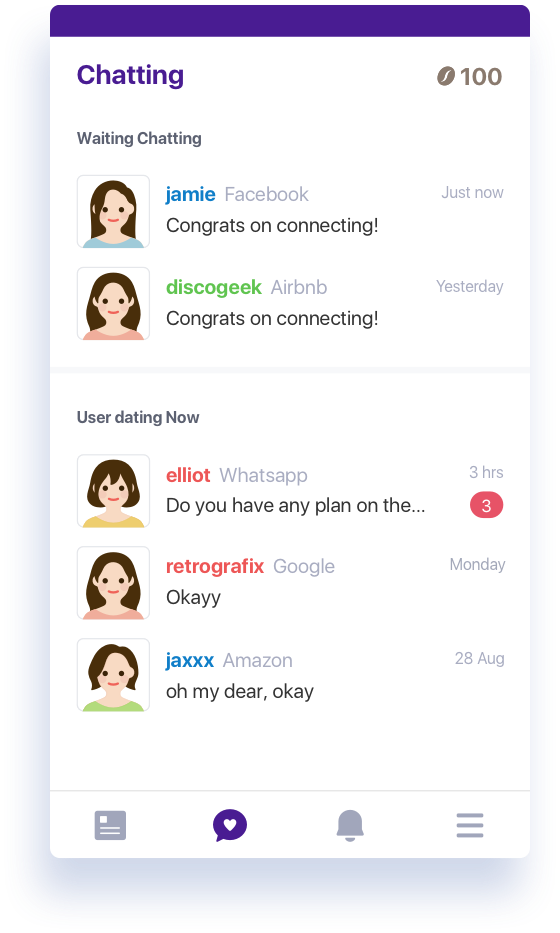 Chatting
100
Waiting Chatting
jamie Facebook
Just now
Congrats on connecting!
discogeek Airbnb
Yesterday
Congrats on connecting!
User dating Now
elliot Whatsapp
3 hrs
Do you have any plan on the...
3
retrografix Google
Monday
Okayy
jaxxx Amazon
28 Aug
oh my dear, okay